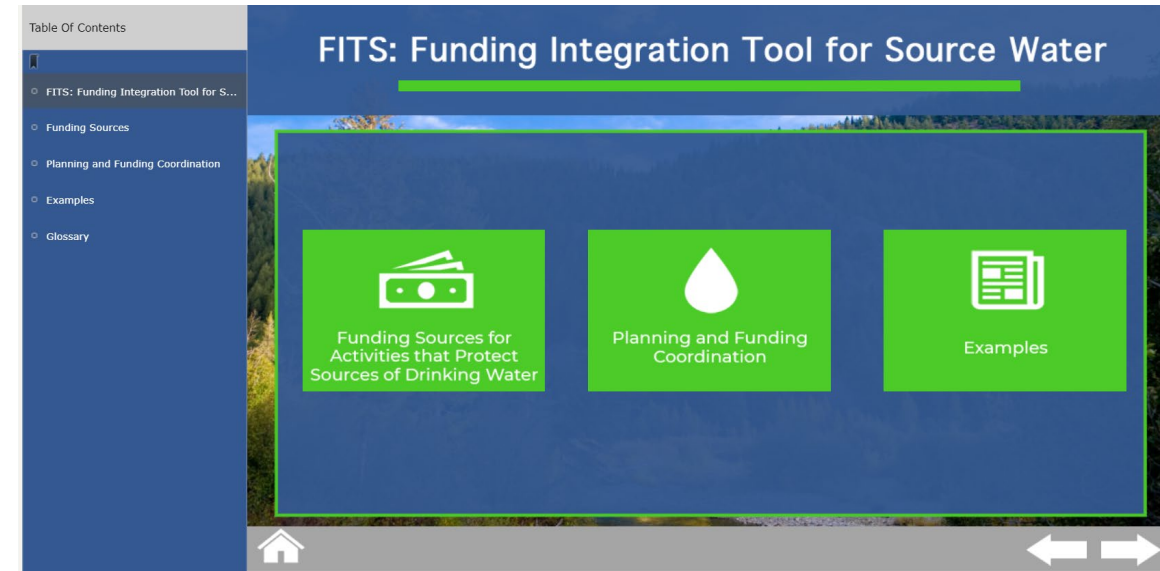 Table Of Contents
FITS: Funding Integration Tool for S...
Funding Sources
Planning and Funding Coordination
Examples
Glossary
FITS: Funding Integration Tool for Source Water
Funding Sources for
Activities that Protect
Sources of Drinking Water
Planning and Funding
Coordination
Examples